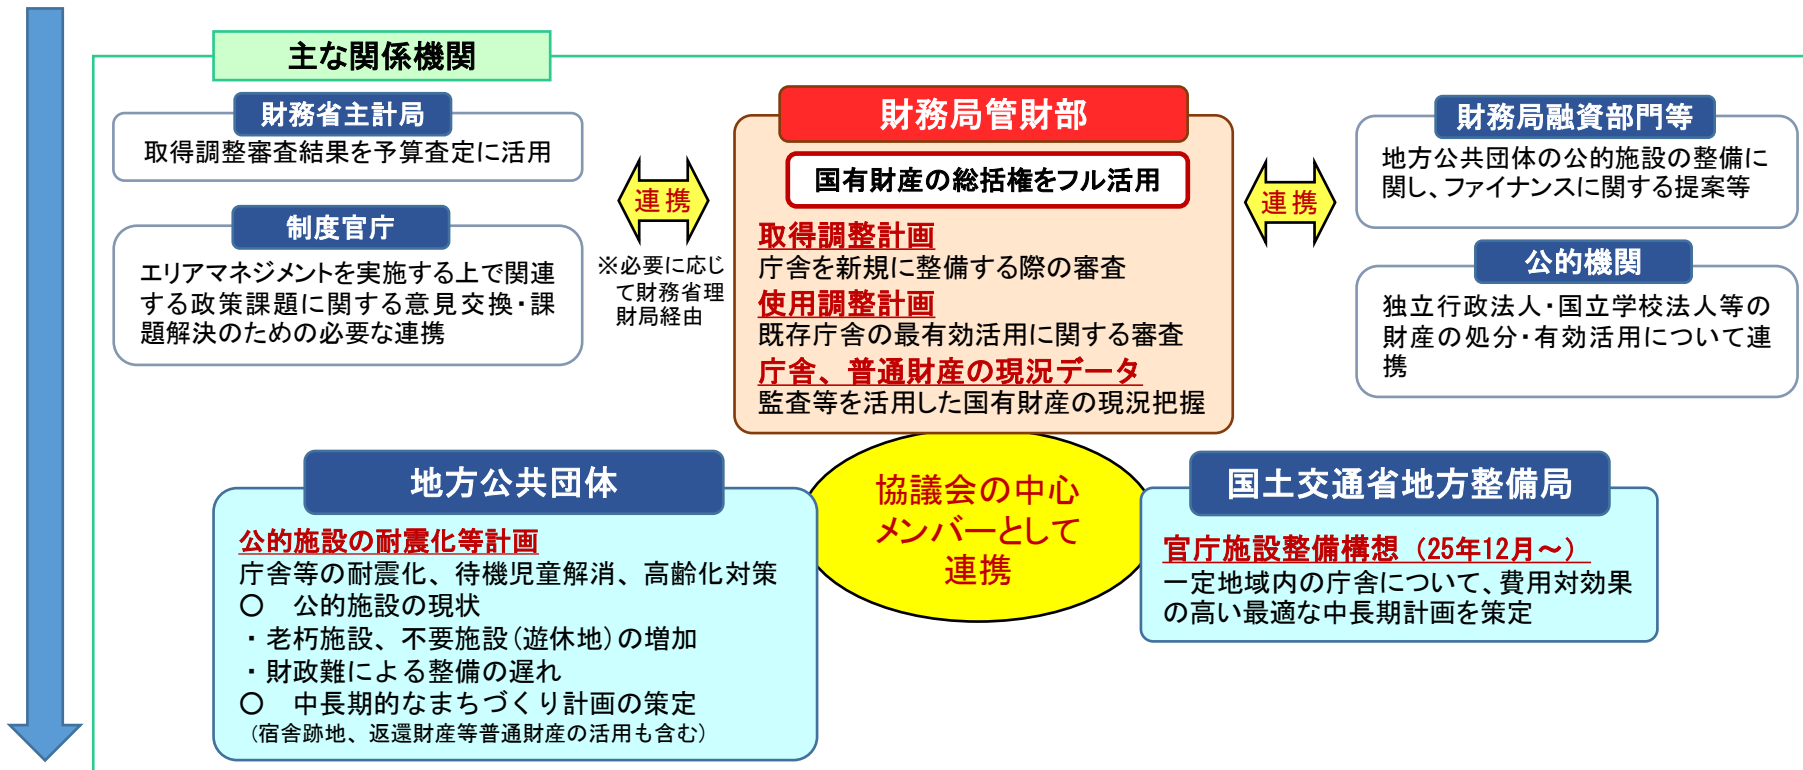 主な関係機関
財務省主計局
取得調整審査結果を予算査定に活用
制度官庁
エリアマネジメントを実施する上で関連
する政策課題に関する意見交換・課
題解決のための必要な連携
連携
※必要に応じ
て財務省理
財局経由
財務局管財部
国有財産の総括権をフル活用
取得調整計画
庁舎を新規に整備する際の審査
使用調整計画
既存庁舎の最有効活用に関する審査
庁舎、普通財産の現況データ
監査等を活用した国有財産の現況把握
連携
財務局融資部門等
地方公共団体の公的施設の整備に
関し、ファイナンスに関する提案等
公的機関
独立行政法人・国立学校法人等の
財産の処分・有効活用について連
携
地方公共団体
公的施設の耐震化等計画
庁舎等の耐震化、待機児童解消、高齢化対策
○　公的施設の現状
・老朽施設、不要施設（遊休地）の増加
・財政難による整備の遅れ
○　中長期的なまちづくり計画の策定
（宿舎跡地、返還財産等普通財産の活用も含む）
協議会の中心
メンバーとして
連携
国土交通省地方整備局
官庁施設整備構想（25年12月～）
一定地域内の庁舎について、費用対効果
の高い最適な中長期計画を策定